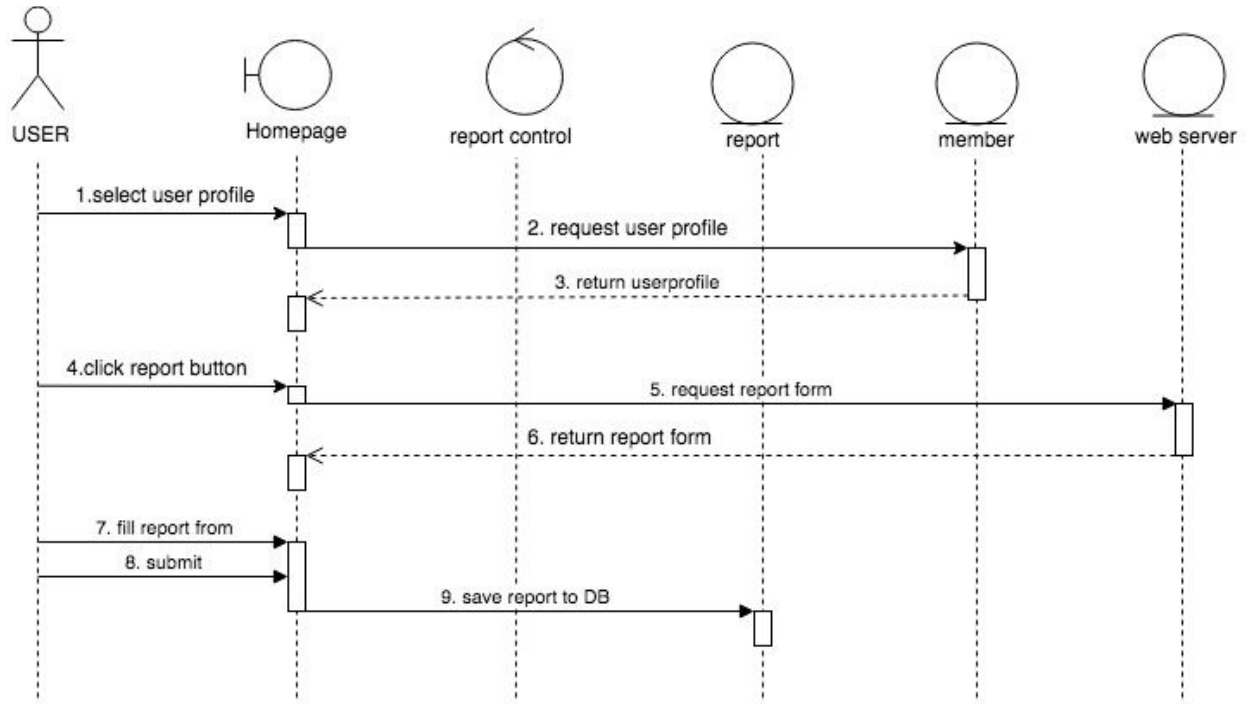 USER
Homepage
report control
report
member
web server
1.select user profile
2. request user profile
3. return userprofile
4.click report button
5. request report form
6. return report form
7. fill report from
8. submit
9. save report to DB